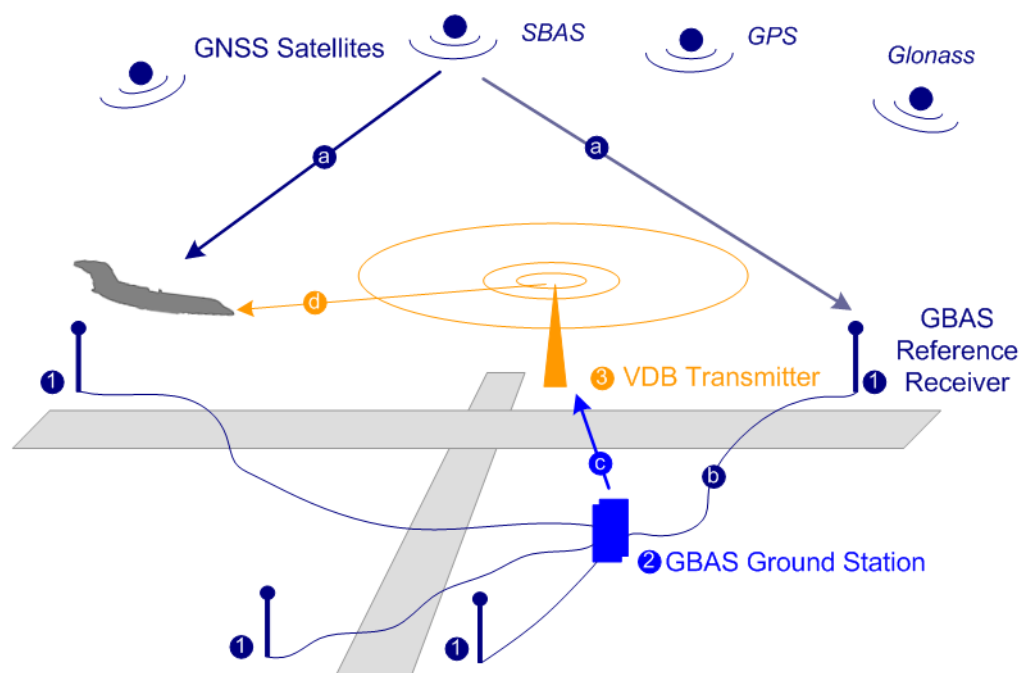 SBAS
GPS
GNSS Satellites
Glonass
a
a
d
GBAS
Reference
Receiver
1
3 VDB Transmitter
1
c
b
2 GBAS Ground Station
1
1